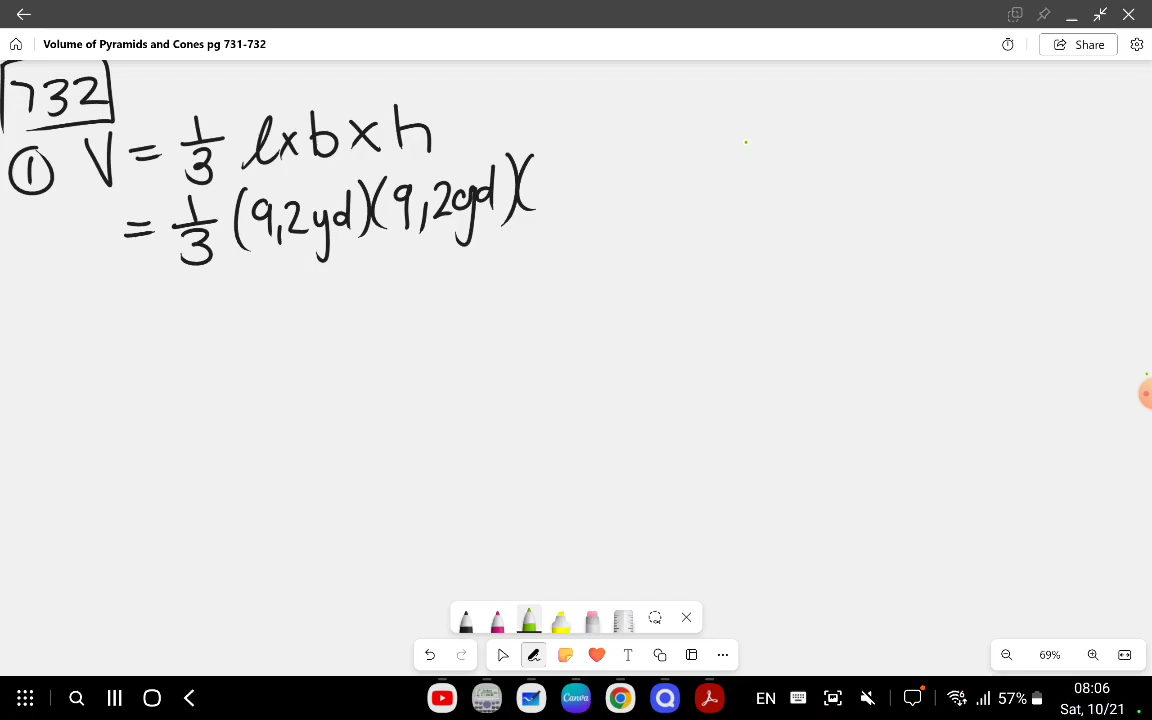 Volume of Pyramids and Cones pg 731-732
Share
732
① V = 1/3 l x b x h
= 1/3 (9,2yd)(9,2yd)(
69%
Canva
EN
57%
08:06
Sat, 10/21